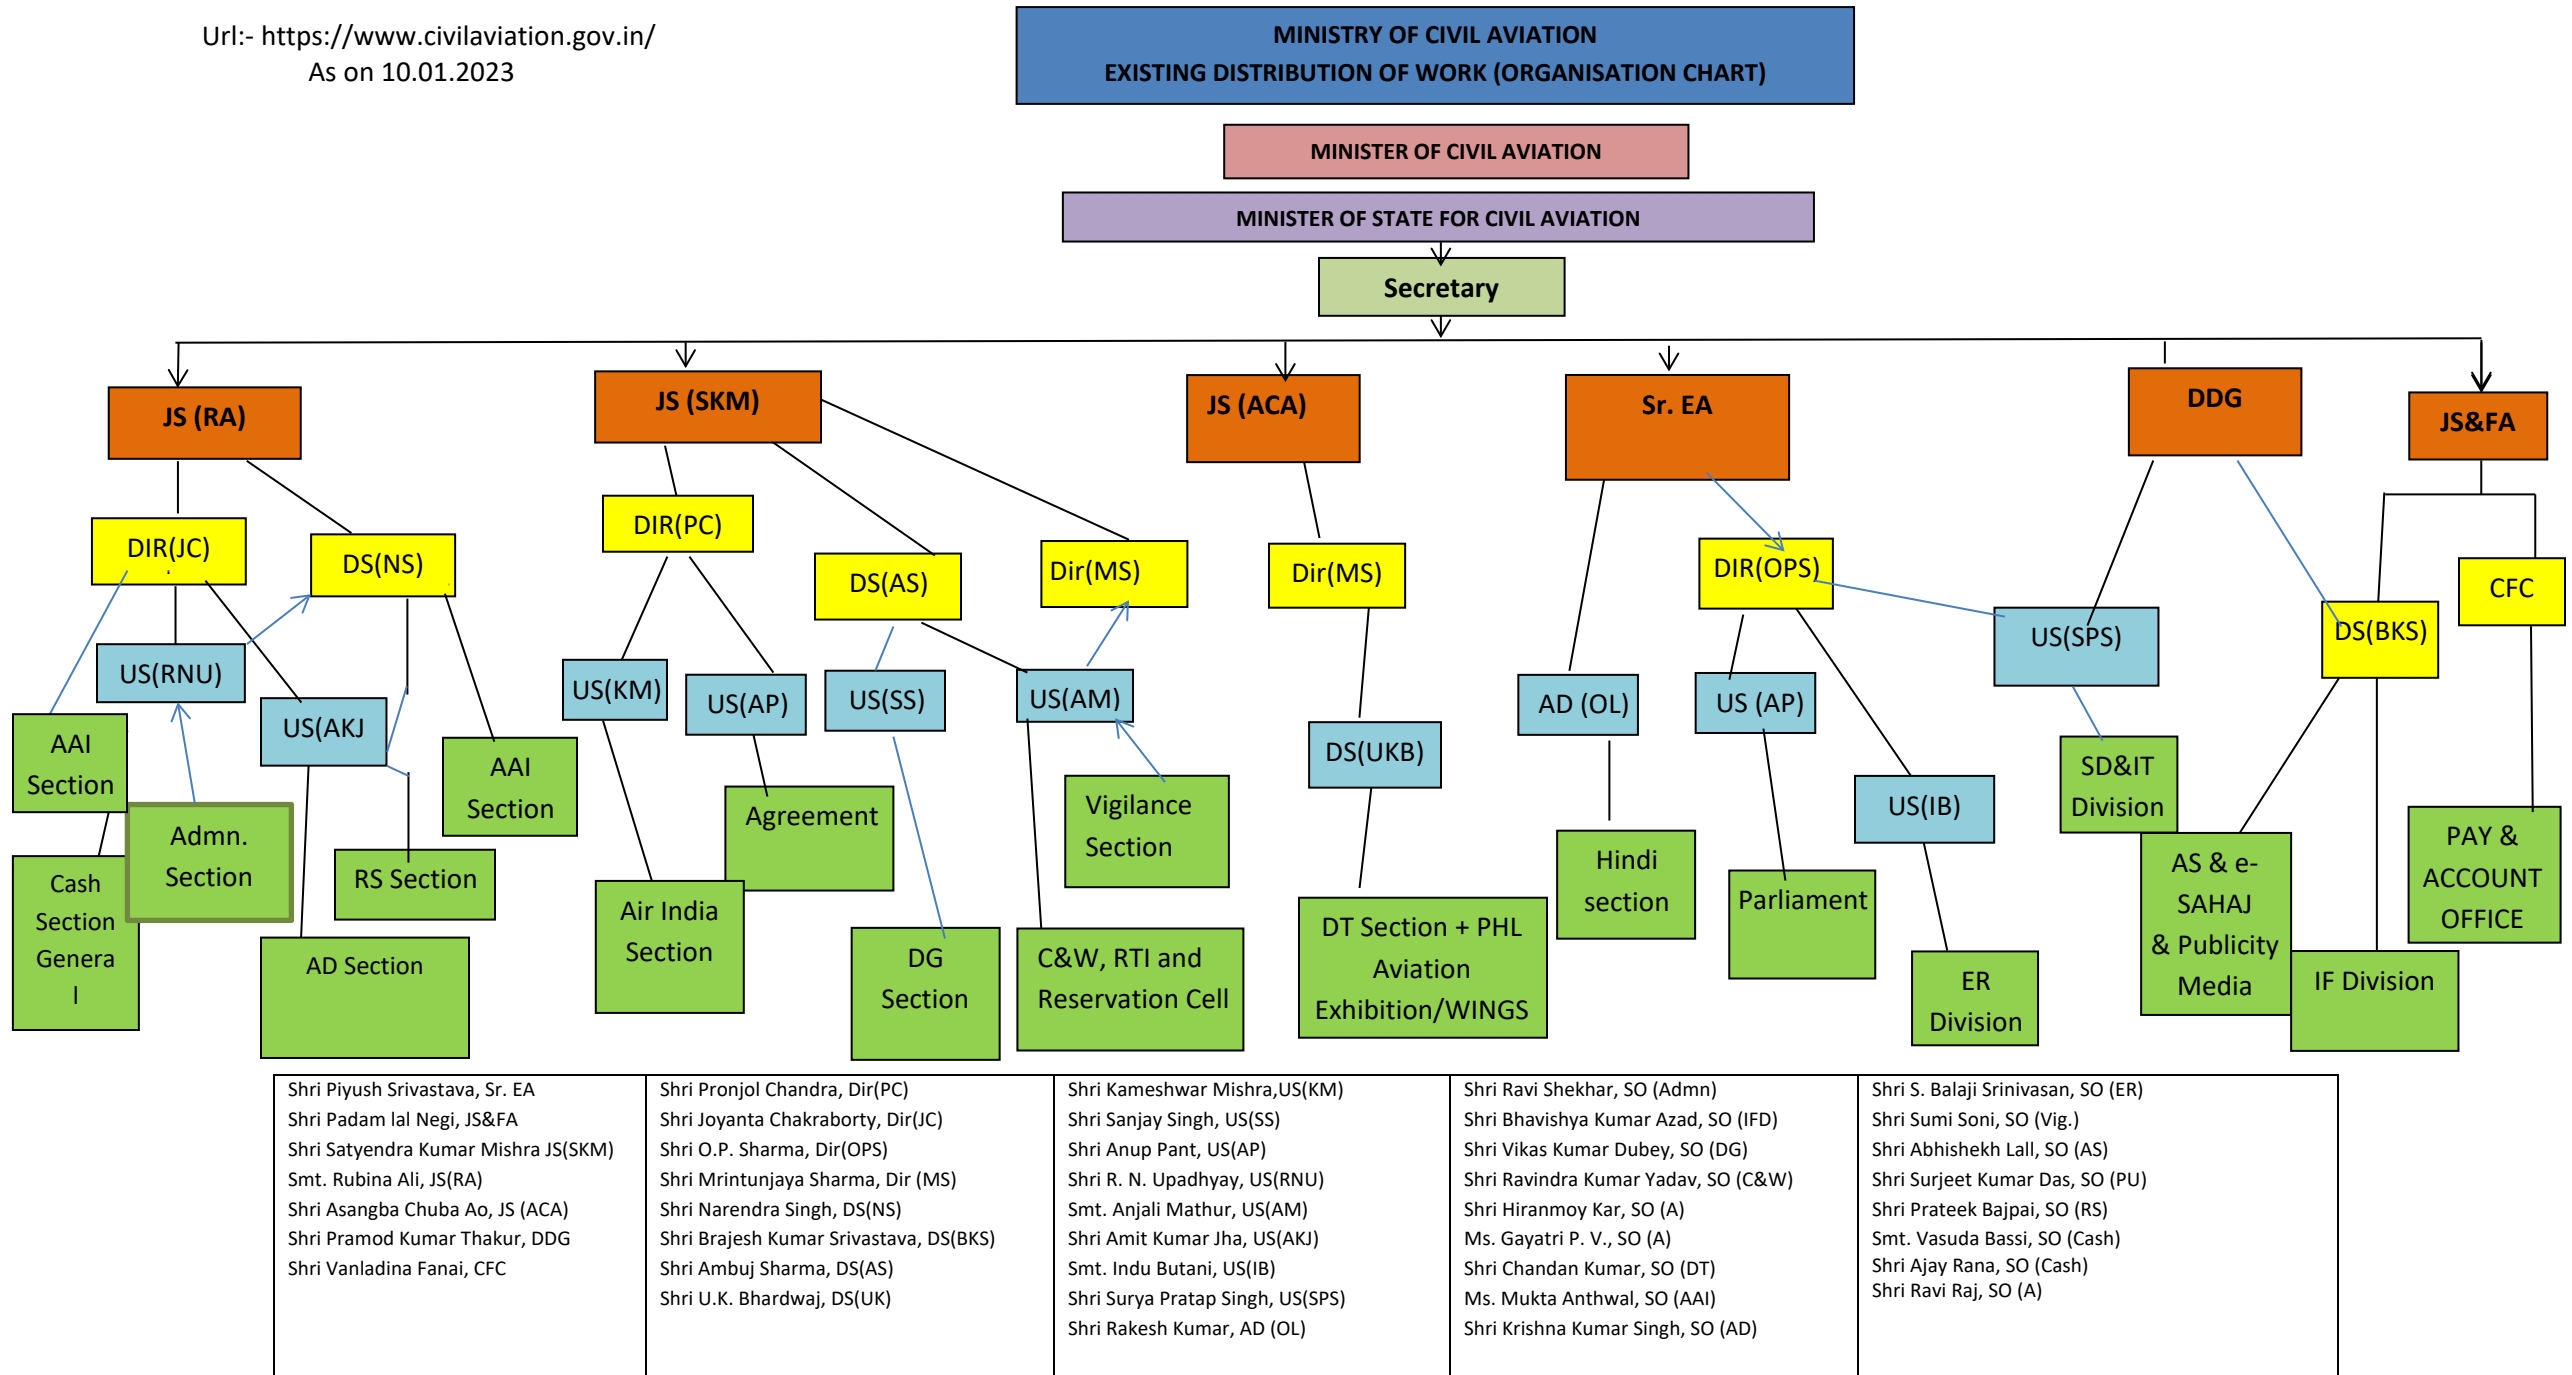 Url:- https://www.civilaviation.gov.in/
As on 10.01.2023
MINISTRY OF CIVIL AVIATION
EXISTING DISTRIBUTION OF WORK (ORGANISATION CHART)
MINISTER OF CIVIL AVIATION
MINISTER OF STATE FOR CIVIL AVIATION
Secretary
JS (RA)
JS (SKM)
JS (ACA)
Sr. EA
DDG
JS&FA
DIR(JC)
DS(NS)
DIR(PC)
DS(AS)
Dir(MS)
Dir(MS)
DIR(OPS)
DS(BKS)
CFC
US(RNU)
US(AKJ
US(KM)
US(AP)
US(SS)
US(AM)
DS(UKB)
AD (OL)
US (AP)
US(IB)
US(SPS)
AAI
Section
Cash
Section
Genera
l
Admn.
Section
AD Section
RS Section
AAI
Section
Air India
Section
Agreement
DG
Section
C&W, RTI and
Reservation Cell
Vigilance
Section
DT Section + PHL
Aviation
Exhibition/WINGS
Hindi
section
Parliament
ER
Division
SD&IT
Division
AS & e-
SAHAJ
& Publicity
Media
IF Division
PAY &
ACCOUNT
OFFICE
Shri Piyush Srivastava, Sr. EA
Shri Padam lal Negi, JS&FA
Shri Satyendra Kumar Mishra JS(SKM)
Smt. Rubina Ali, JS(RA)
Shri Asangba Chuba Ao, JS (ACA)
Shri Pramod Kumar Thakur, DDG
Shri Vanladina Fanai, CFC
Shri Pronjol Chandra, Dir(PC)
Shri Joyanta Chakraborty, Dir(JC)
Shri O.P. Sharma, Dir(OPS)
Shri Mrintunjaya Sharma, Dir (MS)
Shri Narendra Singh, DS(NS)
Shri Brajesh Kumar Srivastava, DS(BKS)
Shri Ambuj Sharma, DS(AS)
Shri U.K. Bhardwaj, DS(UK)
Shri Kameshwar Mishra,US(KM)
Shri Sanjay Singh, US(SS)
Shri Anup Pant, US(AP)
Shri R. N. Upadhyay, US(RNU)
Smt. Anjali Mathur, US(AM)
Shri Amit Kumar Jha, US(AKJ)
Smt. Indu Butani, US(IB)
Shri Surya Pratap Singh, US(SPS)
Shri Rakesh Kumar, AD (OL)
Shri Ravi Shekhar, SO (Admn)
Shri Bhavishya Kumar Azad, SO (IFD)
Shri Vikas Kumar Dubey, SO (DG)
Shri Ravindra Kumar Yadav, SO (C&W)
Shri Hiranmoy Kar, SO (A)
Ms. Gayatri P. V., SO (A)
Shri Chandan Kumar, SO (DT)
Ms. Mukta Anthwal, SO (AAI)
Shri Krishna Kumar Singh, SO (AD)
Shri S. Balaji Srinivasan, SO (ER)
Shri Sumi Soni, SO (Vig.)
Shri Abhishekh Lall, SO (AS)
Shri Surjeet Kumar Das, SO (PU)
Shri Prateek Bajpai, SO (RS)
Smt. Vasuda Bassi, SO (Cash)
Shri Ajay Rana, SO (Cash)
Shri Ravi Raj, SO (A)